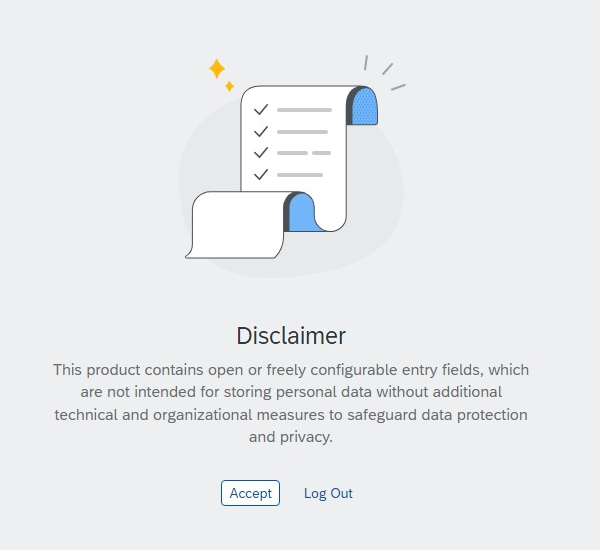 Disclaimer
This product contains open or freely configurable entry fields, which
are not intended for storing personal data without additional
technical and organizational measures to safeguard data protection
and privacy.
Accept Log Out